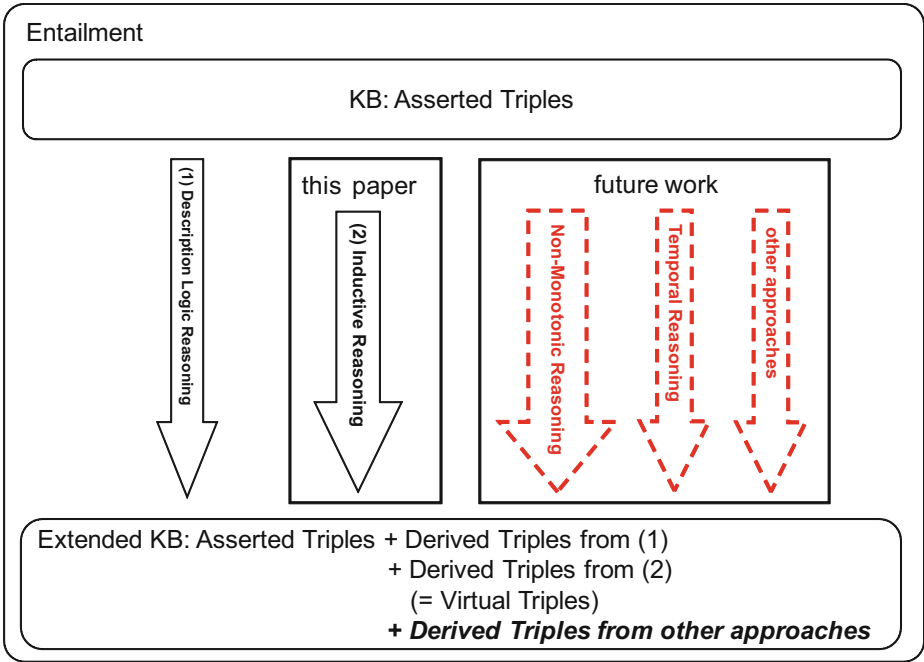 Entailment
KB: Asserted Triples
(1) Description Logic Reasoning
this paper
(2) Inductive Reasoning
future work
Non-Monotonic Reasoning
Temporal Reasoning
other approaches
Extended KB: Asserted Triples + Derived Triples from (1)
+ Derived Triples from (2)
(= Virtual Triples)
+ Derived Triples from other approaches